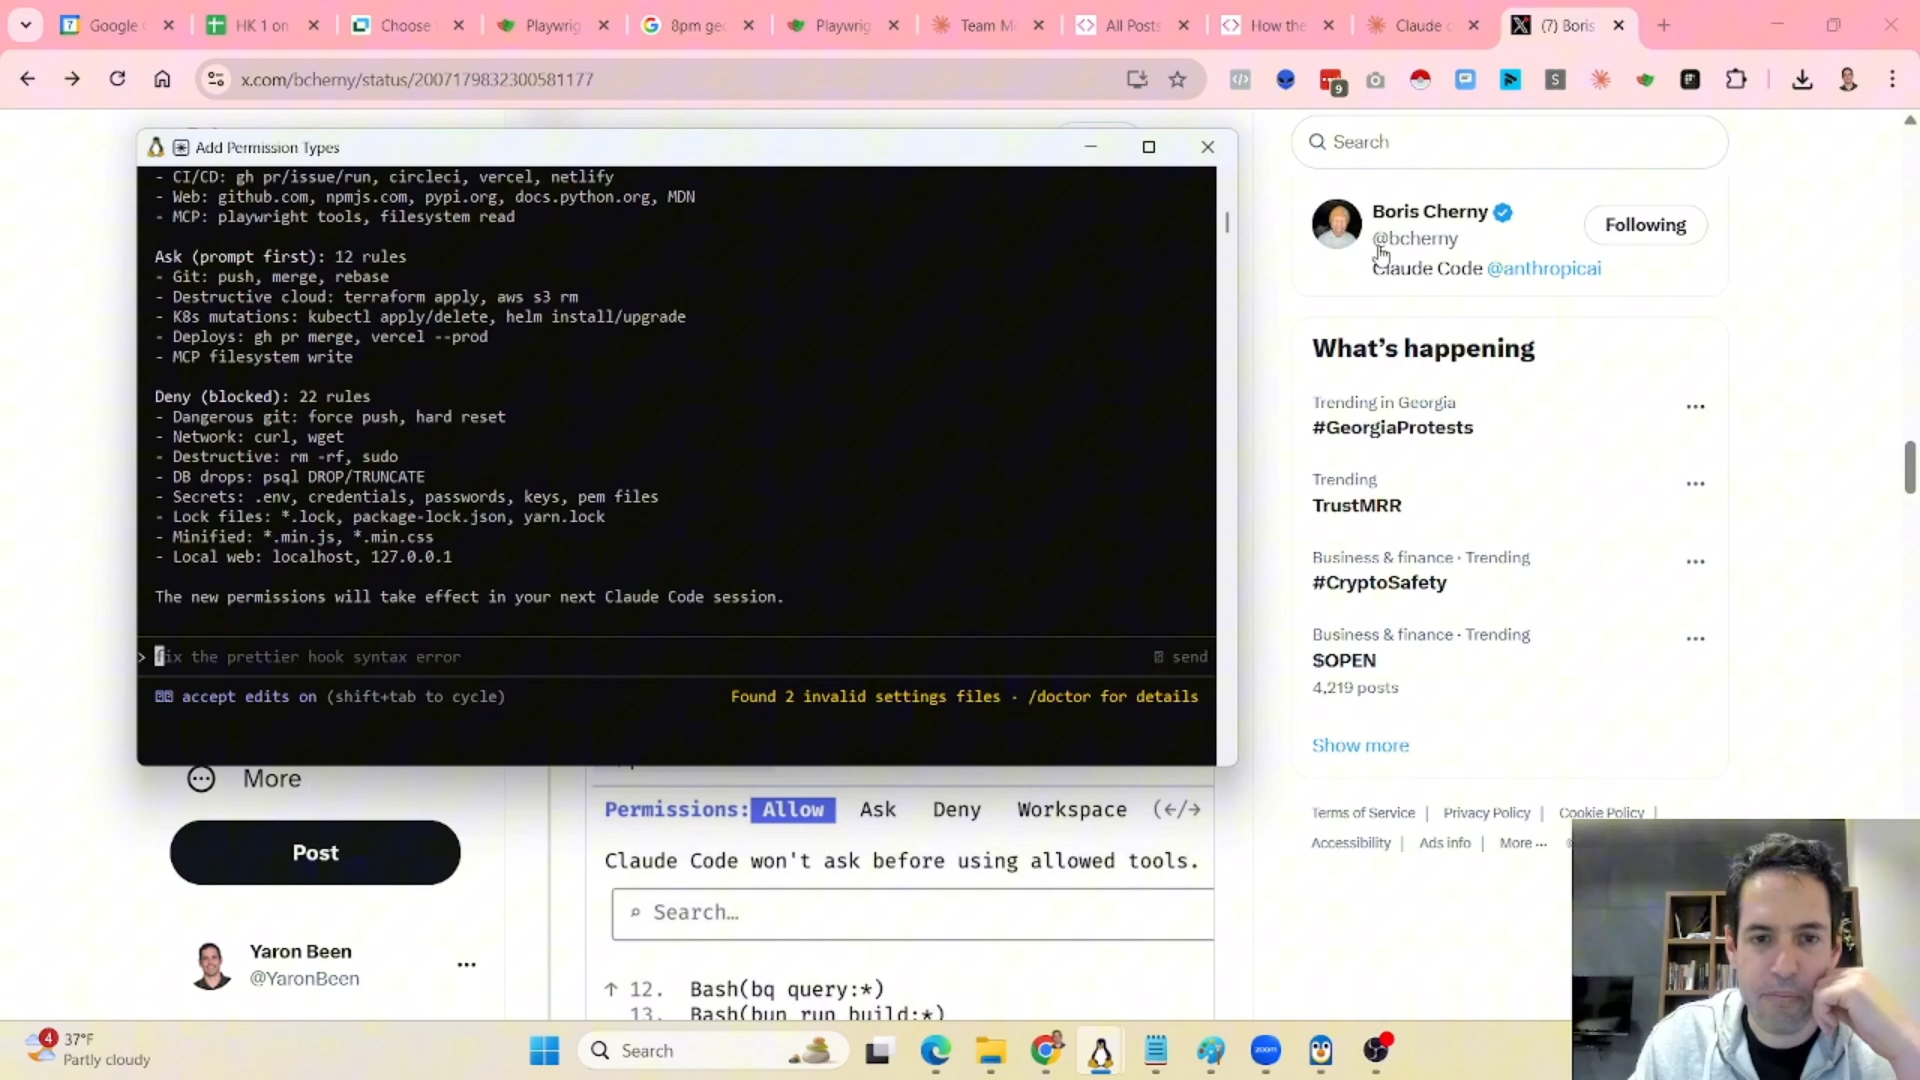 Google
HK 1 on
Choose
Playwrig
8pm geo
Playwrig
Team M
All Posts
How the
Claude c
(7) Boris
x.com/bcherny/status/2007179832300581177
9
S
Add Permission Types
- CI/CD: gh pr/issue/run, circleci, vercel, netlify
- Web: github.com, npmjs.com, pypi.org, docs.python.org, MDN
- MCP: playwright tools, filesystem read
Ask (prompt first): 12 rules
- Git: push, merge, rebase
- Destructive cloud: terraform apply, aws s3 rm
- K8s mutations: kubectl apply/delete, helm install/upgrade
- Deploys: gh pr merge, vercel --prod
- MCP filesystem write
Deny (blocked): 22 rules
- Dangerous git: force push, hard reset
- Network: curl, wget
- Destructive: rm -rf, sudo
- DB drops: psql DROP/TRUNCATE
- Secrets: .env, credentials, passwords, keys, pem files
- Lock files: *.lock, package-lock.json, yarn.lock
- Minified: *.min.js, *.min.css
- Local web: localhost, 127.0.0.1
The new permissions will take effect in your next Claude Code session.
> fix the prettier hook syntax error
send
accept edits on (shift+tab to cycle)
Found 2 invalid settings files · /doctor for details
More
Post
Yaron Been
@YaronBeen
Permissions: Allow Ask Deny Workspace (←/→
Claude Code won't ask before using allowed tools.
Search…
↑ 12. Bash(bq query:*)
13. Bash(bun run build:*)
Search
Boris Cherny
@bcherny
Following
Claude Code @anthropicai
What's happening
Trending in Georgia
#GeorgiaProtests
Trending
TrustMRR
Business & finance · Trending
#CryptoSafety
Business & finance · Trending
$OPEN
4,219 posts
Show more
Terms of Service | Privacy Policy | Cookie Policy |
Accessibility | Ads info | More ···
4
37°F
Partly cloudy
Search
zoom